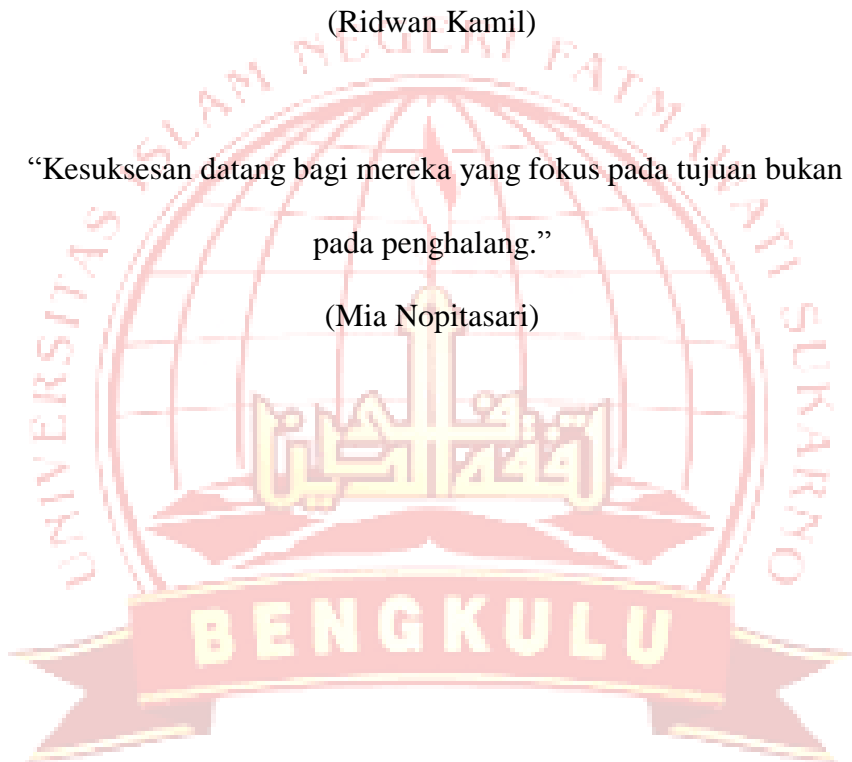 (Ridwan Kamil)
“Kesuksesan datang bagi mereka yang fokus pada tujuan bukan
pada penghalang.”
(Mia Nopitasari)
UNIVERSITAS ISLAM NEGERI FATMAWATI SUKARNO
BENGKULU